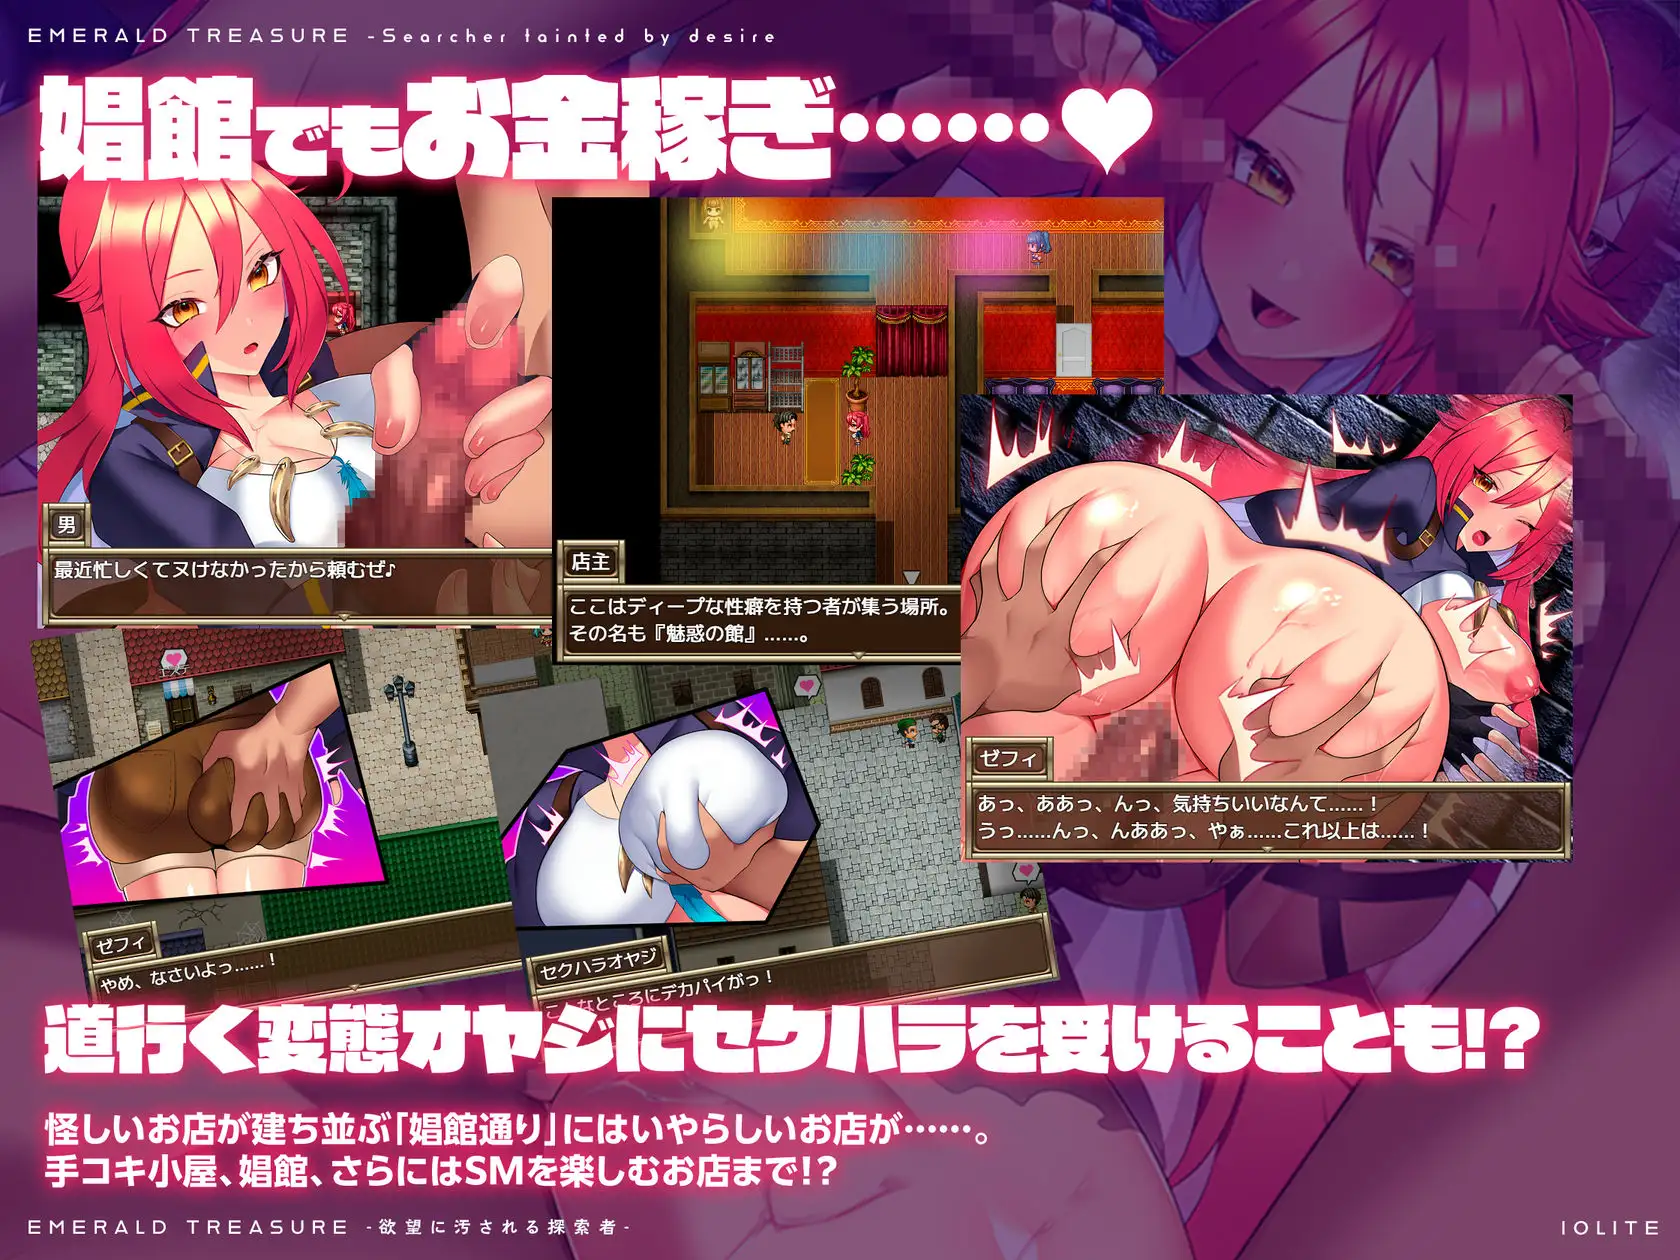 EMERALD TREASURE -Searcher tainted by desire
娼館でもお金稼ぎ……♥
男
最近忙しくてヌけなかったから頼むぜ♪
店主
ここはディープな性癖を持つ者が集う場所。
その名も『魅惑の館』……。
ゼフィ
あっ、ああっ、んっ、気持ちいいなんて……！
うっ……んっ、んああっ、やぁ……これ以上は……！
エステ
ゼフィ
やめ、なさいよっ……！
セクハラオヤジ
こんなところにデカパイがっ！
道行く変態オヤジにセクハラを受けることも!?
怪しいお店が建ち並ぶ「娼館通り」にはいやらしいお店が……。
手コキ小屋、娼館、さらにはSMを楽しむお店まで!?
EMERALD TREASURE -欲望に汚される探索者-
IOLITE